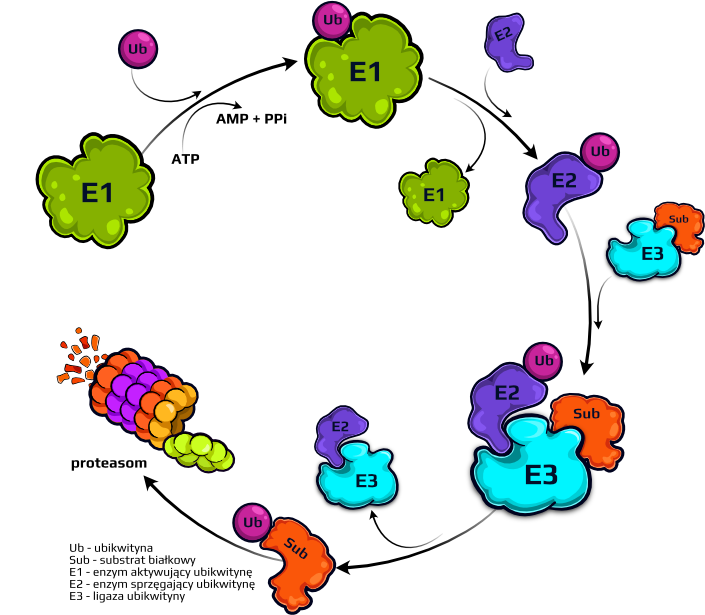 Ub
E1
Ub
AMP + PPi
ATP
E1
E2
E1
Ub
E2
Sub
E3
Ub
E2
Sub
E3
E2
E3
Ub
Sub
proteasom
Ub - ubikwityna
Sub - substrat białkowy
E1 - enzym aktywujący ubikwitynę
E2 - enzym sprzęgający ubikwitynę
E3 - ligaza ubikwityny